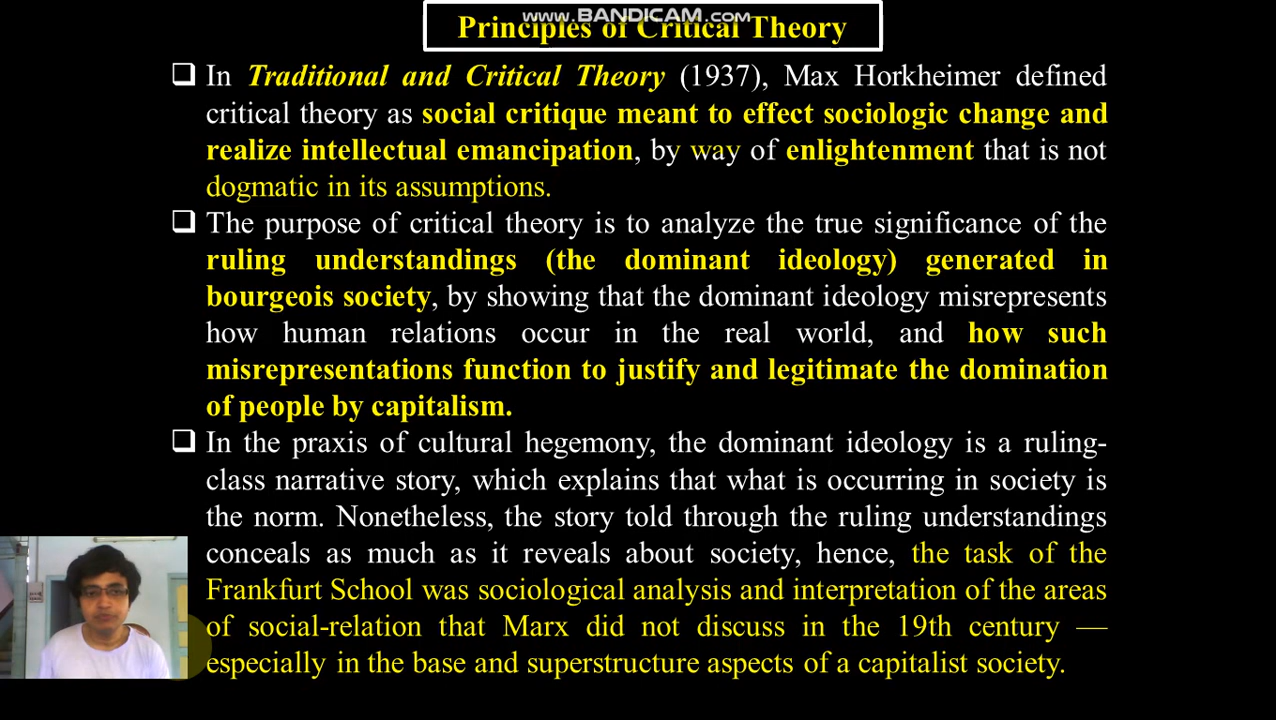 www.BANDICAM.com
Principles of Critical Theory
❑ In Traditional and Critical Theory (1937), Max Horkheimer defined
critical theory as social critique meant to effect sociologic change and
realize intellectual emancipation, by way of enlightenment that is not
dogmatic in its assumptions.
❑ The purpose of critical theory is to analyze the true significance of the
ruling understandings (the dominant ideology) generated in
bourgeois society, by showing that the dominant ideology misrepresents
how human relations occur in the real world, and how such
misrepresentations function to justify and legitimate the domination
of people by capitalism.
❑ In the praxis of cultural hegemony, the dominant ideology is a ruling-
class narrative story, which explains that what is occurring in society is
the norm. Nonetheless, the story told through the ruling understandings
conceals as much as it reveals about society, hence, the task of the
Frankfurt School was sociological analysis and interpretation of the areas
of social-relation that Marx did not discuss in the 19th century —
especially in the base and superstructure aspects of a capitalist society.